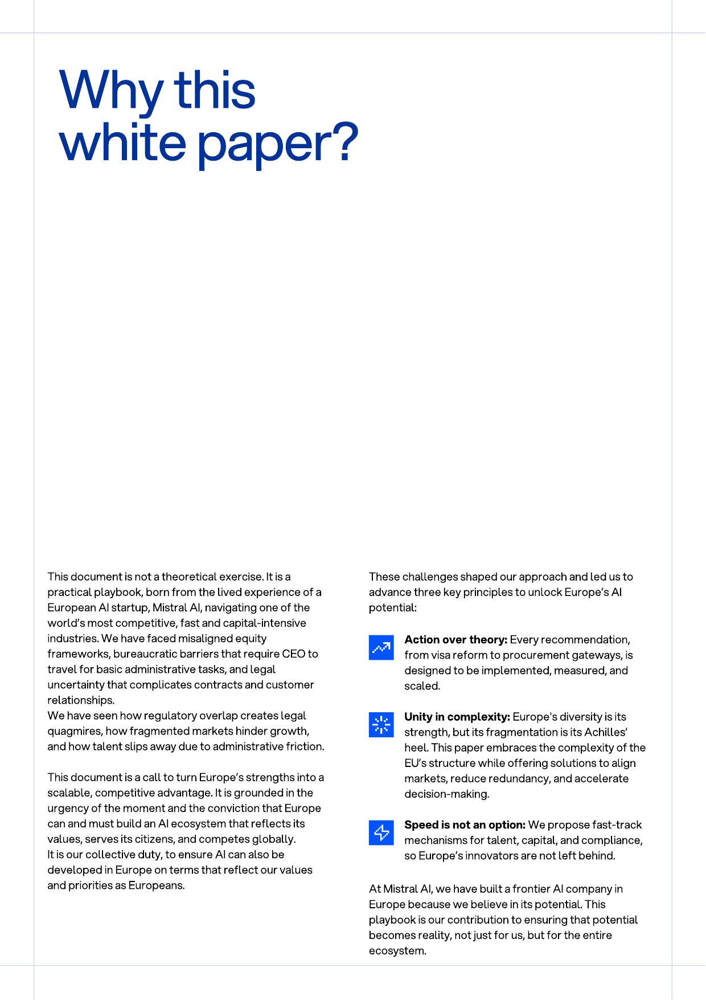 Why this
white paper?
This document is not a theoretical exercise. It is a
practical playbook, born from the lived experience of a
European AI startup, Mistral AI, navigating one of the
world’s most competitive, fast and capital-intensive
industries. We have faced misaligned equity
frameworks, bureaucratic barriers that require CEO to
travel for basic administrative tasks, and legal
uncertainty that complicates contracts and customer
relationships.
We have seen how regulatory overlap creates legal
quagmires, how fragmented markets hinder growth,
and how talent slips away due to administrative friction.
This document is a call to turn Europe’s strengths into a
scalable, competitive advantage. It is grounded in the
urgency of the moment and the conviction that Europe
can and must build an AI ecosystem that reflects its
values, serves its citizens, and competes globally.
It is our collective duty, to ensure AI can also be
developed in Europe on terms that reflect our values
and priorities as Europeans.
These challenges shaped our approach and led us to
advance three key principles to unlock Europe’s AI
potential:
Action over theory: Every recommendation,
from visa reform to procurement gateways, is
designed to be implemented, measured, and
scaled.
Unity in complexity: Europe's diversity is its
strength, but its fragmentation is its Achilles’
heel. This paper embraces the complexity of the
EU’s structure while offering solutions to align
markets, reduce redundancy, and accelerate
decision-making.
Speed is not an option: We propose fast-track
mechanisms for talent, capital, and compliance,
so Europe’s innovators are not left behind.
At Mistral AI, we have built a frontier AI company in
Europe because we believe in its potential. This
playbook is our contribution to ensuring that potential
becomes reality, not just for us, but for the entire
ecosystem.